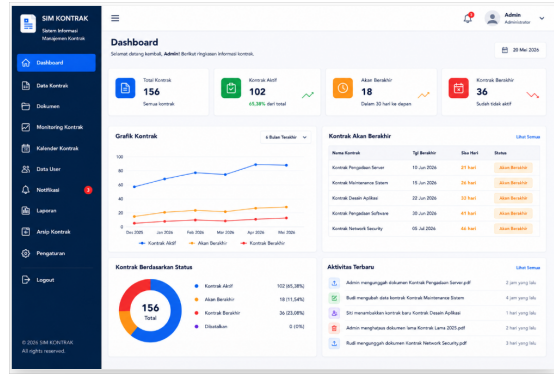 SIM KONTRAK
Sistem Informasi
Manajemen Kontrak
Dashboard
Data Kontrak
Dokumen
Monitoring Kontrak
Kalender Kontrak
Data User
Notifikasi 3
Laporan
Arsip Kontrak
Pengaturan
Logout
© 2026 SIM KONTRAK
All rights reserved.
Admin
Administrator
Dashboard
Selamat datang kembali, Admin! Berikut ringkasan informasi kontrak.
20 Mei 2026
Total Kontrak
156
Semua kontrak
Kontrak Aktif
102
65,38% dari total
Akan Berakhir
18
Dalam 30 hari ke depan
Kontrak Berakhir
36
Sudah tidak aktif
Grafik Kontrak
6 Bulan Terakhir
100
80
60
40
20
0
Des 2025 Jan 2026 Feb 2026 Mar 2026 Apr 2026 Mei 2026
Kontrak Aktif Akan Berakhir Kontrak Berakhir
Kontrak Akan Berakhir Lihat Semua
Nama Kontrak Tgl Berakhir Sisa Hari Status
Kontrak Pengadaan Server 10 Jun 2026 21 hari Akan Berakhir
Kontrak Maintenance Sistem 15 Jun 2026 26 hari Akan Berakhir
Kontrak Desain Aplikasi 22 Jun 2026 33 hari Akan Berakhir
Kontrak Pengadaan Software 30 Jun 2026 41 hari Akan Berakhir
Kontrak Network Security 05 Jul 2026 46 hari Akan Berakhir
Kontrak Berdasarkan Status
156
Total
Kontrak Aktif 102 (65,38%)
Akan Berakhir 18 (11,54%)
Kontrak Berakhir 36 (23,08%)
Dibatalkan 0 (0%)
Aktivitas Terbaru Lihat Semua
Admin mengunggah dokumen Kontrak Pengadaan Server.pdf 2 jam yang lalu
Rudi mengubah data kontrak Kontrak Maintenance Sistem 4 jam yang lalu
Siti menambahkan kontrak baru Kontrak Desain Aplikasi 1 hari yang lalu
Admin menghapus dokumen lama Kontrak Lama 2025.pdf 2 hari yang lalu
Rudi mengunggah dokumen Kontrak Network Security.pdf 3 hari yang lalu